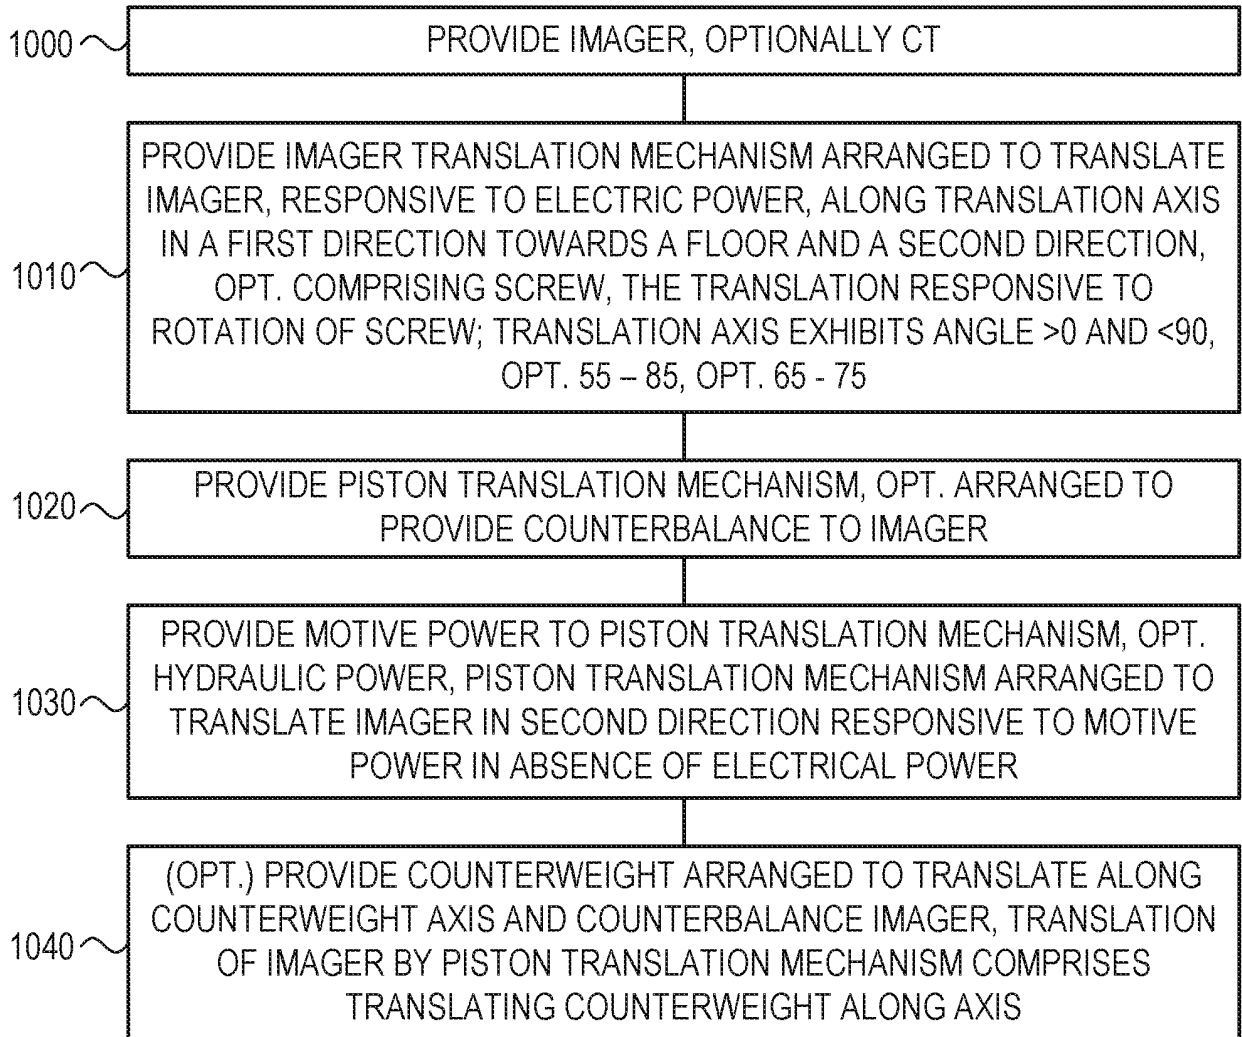 1000 PROVIDE IMAGER, OPTIONALLY CT
PROVIDE IMAGER TRANSLATION MECHANISM ARRANGED TO TRANSLATE
IMAGER, RESPONSIVE TO ELECTRIC POWER, ALONG TRANSLATION AXIS
1010 IN A FIRST DIRECTION TOWARDS A FLOOR AND A SECOND DIRECTION,
OPT. COMPRISING SCREW, THE TRANSLATION RESPONSIVE TO
ROTATION OF SCREW; TRANSLATION AXIS EXHIBITS ANGLE >0 AND <90,
OPT. 55 – 85, OPT. 65 - 75
1020 PROVIDE PISTON TRANSLATION MECHANISM, OPT. ARRANGED TO
PROVIDE COUNTERBALANCE TO IMAGER
PROVIDE MOTIVE POWER TO PISTON TRANSLATION MECHANISM, OPT.
HYDRAULIC POWER, PISTON TRANSLATION MECHANISM ARRANGED TO
1030 TRANSLATE IMAGER IN SECOND DIRECTION RESPONSIVE TO MOTIVE
POWER IN ABSENCE OF ELECTRICAL POWER
(OPT.) PROVIDE COUNTERWEIGHT ARRANGED TO TRANSLATE ALONG
COUNTERWEIGHT AXIS AND COUNTERBALANCE IMAGER, TRANSLATION
1040 OF IMAGER BY PISTON TRANSLATION MECHANISM COMPRISES
TRANSLATING COUNTERWEIGHT ALONG AXIS